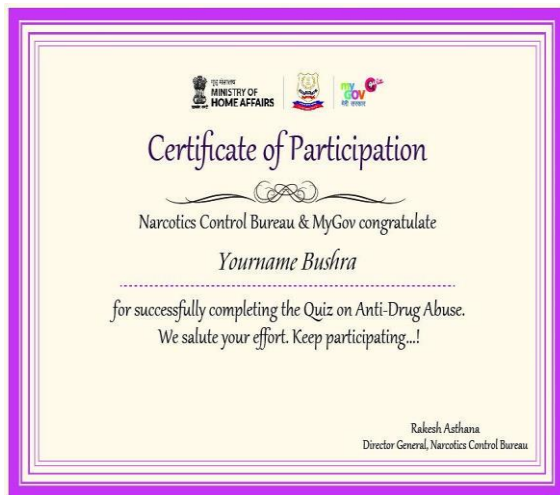 गृह मंत्रालय
MINISTRY OF
HOME AFFAIRS
my
GOV
मेरी सरकार
Certificate of Participation
Narcotics Control Bureau & MyGov congratulate
Yourname Bushra
for successfully completing the Quiz on Anti-Drug Abuse.
We salute your effort. Keep participating...!
Rakesh Asthana
Director General, Narcotics Control Bureau